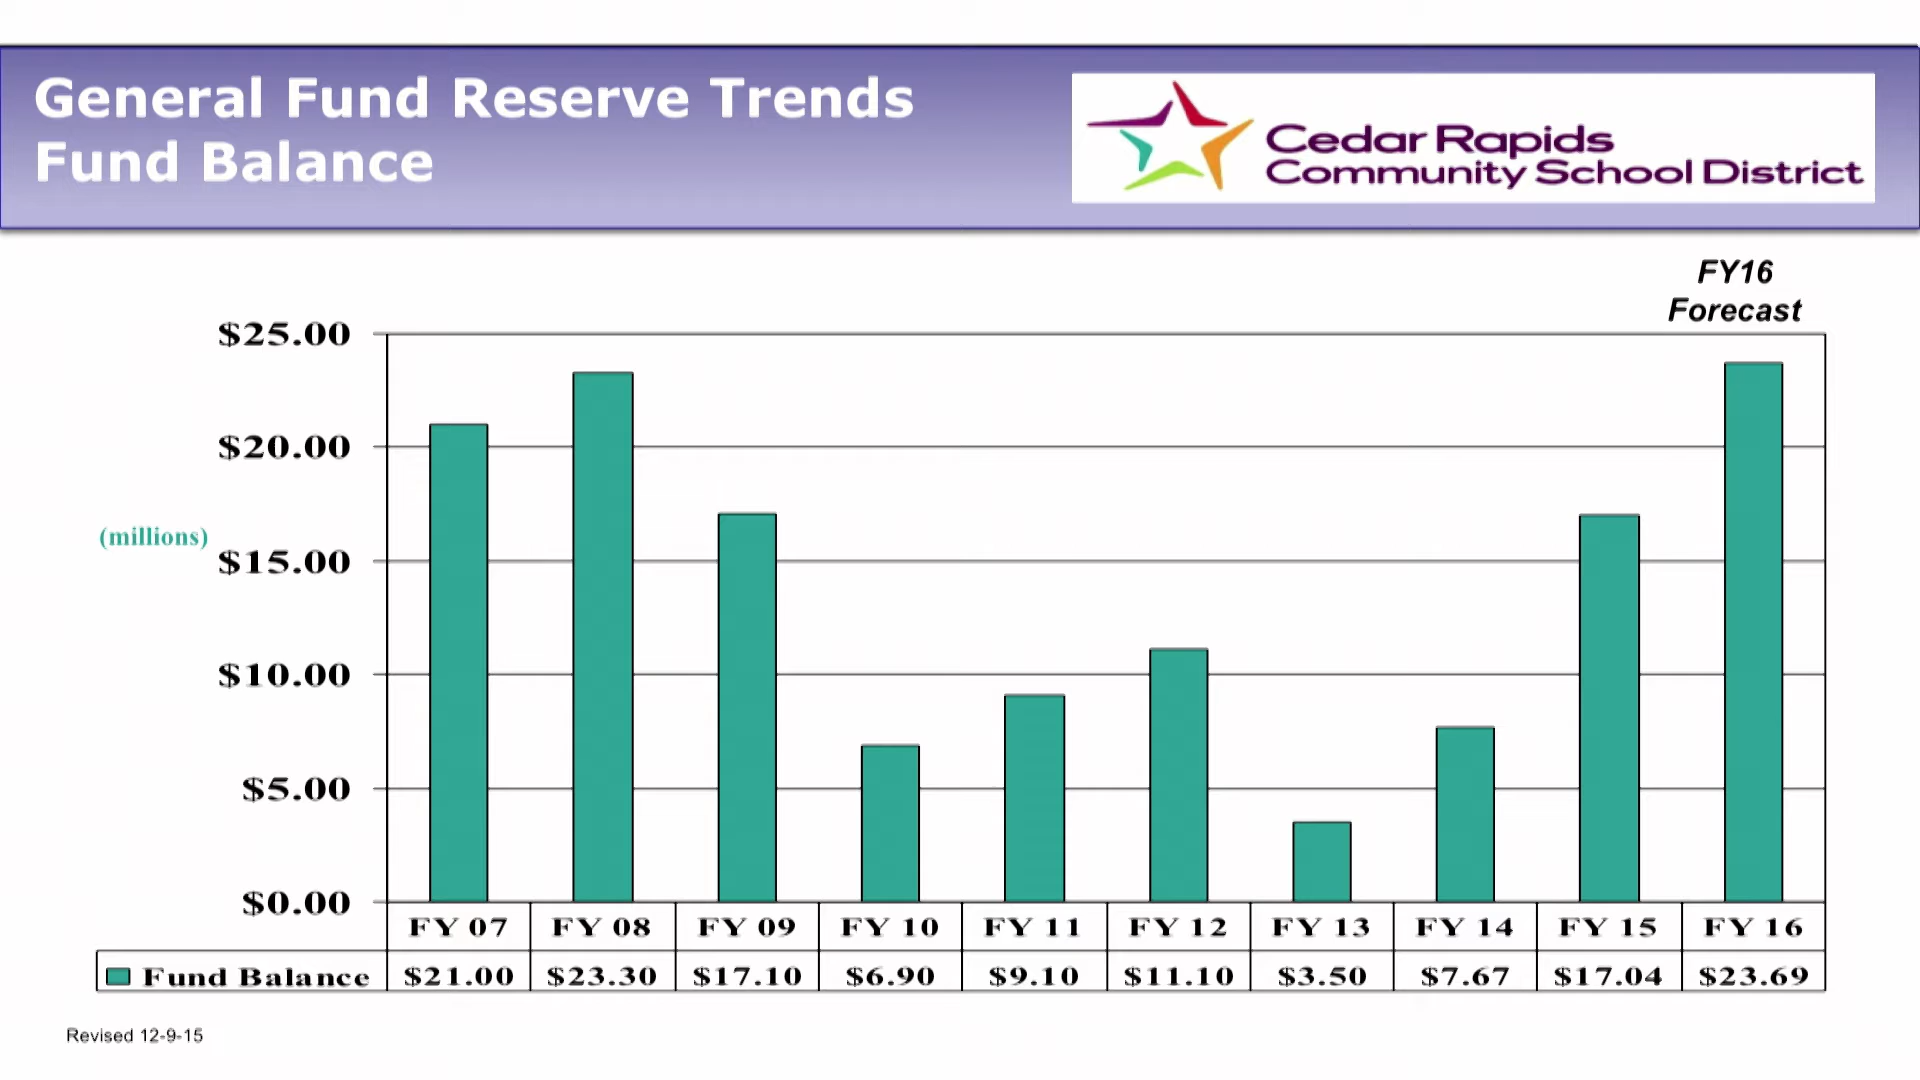 General Fund Reserve Trends
Fund Balance
Cedar Rapids
Community School District
FY16
Forecast
$25.00
$20.00
(millions)
$15.00
$10.00
$5.00
$0.00
FY 07 FY 08 FY 09 FY 10 FY 11 FY 12 FY 13 FY 14 FY 15 FY 16
Fund Balance $21.00 $23.30 $17.10 $6.90 $9.10 $11.10 $3.50 $7.67 $17.04 $23.69
Revised 12-9-15